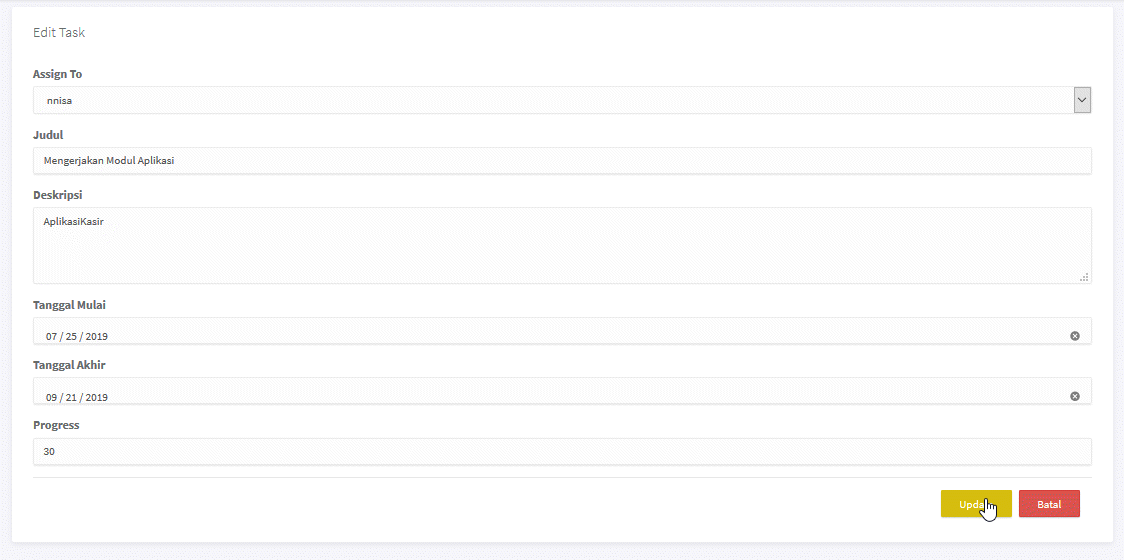 Edit Task
Assign To
nnisa
Judul
Mengerjakan Modul Aplikasi
Deskripsi
AplikasiKasir
Tanggal Mulai
07 / 25 / 2019
Tanggal Akhir
09 / 21 / 2019
Progress
30
Batal